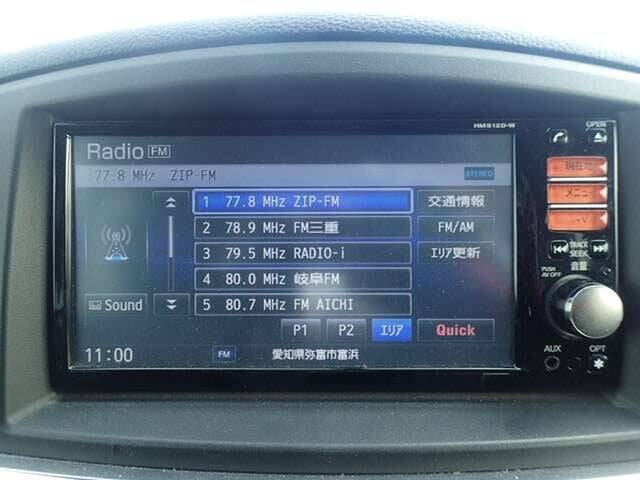 HM512D-W
OPEN
Radio FM
77.8 MHz ZIP-FM
STEREO
1 77.8 MHz ZIP-FM
交通情報
2 78.9 MHz FM三重
FM/AM
3 79.5 MHz RADIO-i
エリア更新
4 80.0 MHz 岐阜FM
5 80.7 MHz FM AICHI
Sound
P1 P2 エリア Quick
11:00 FM 愛知県弥富市富浜
現在地
メニュー
TRACK
SEEK
音量
PUSH
AV OFF
AUX OPT